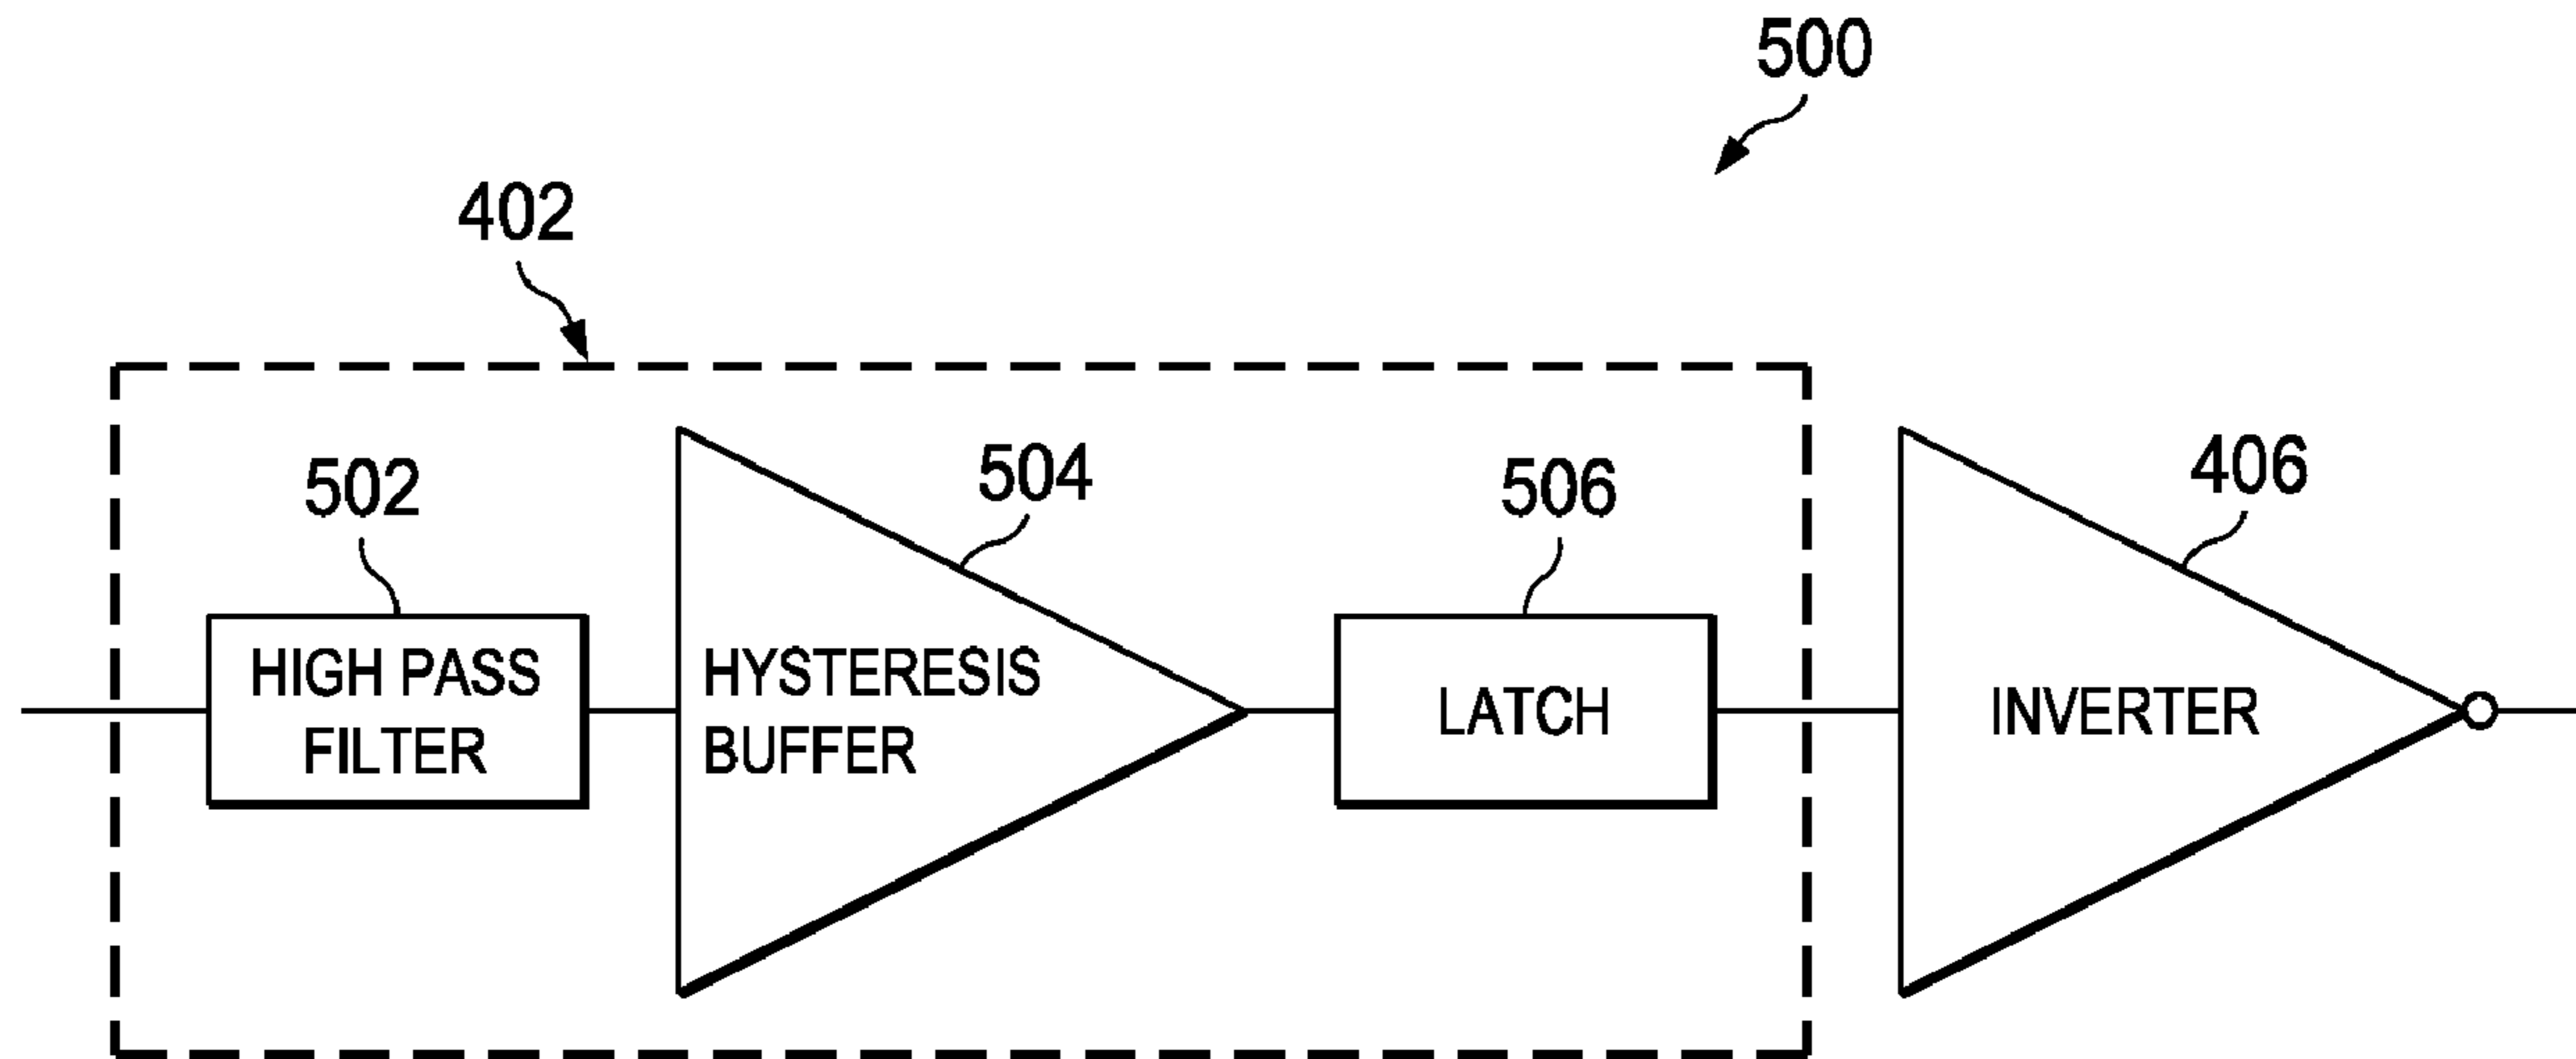 500
402
502
504
506
406
HIGH PASS
FILTER
HYSTERESIS
BUFFER
LATCH
INVERTER